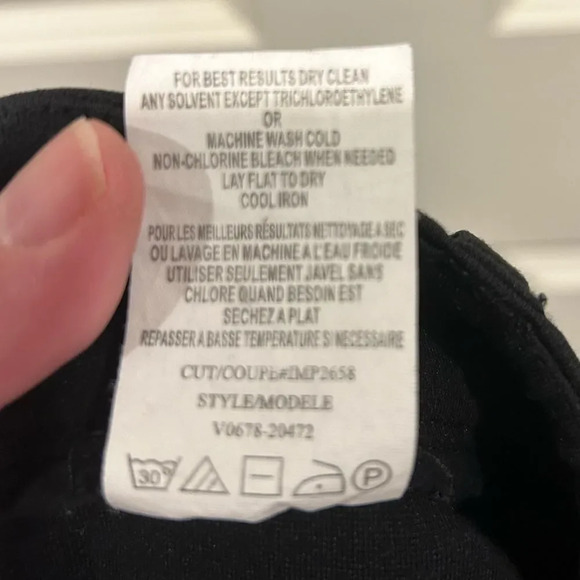 FOR BEST RESULTS DRY CLEAN
ANY SOLVENT EXCEPT TRICHLOROETHYLENE
OR
MACHINE WASH COLD
NON-CHLORINE BLEACH WHEN NEEDED
LAY FLAT TO DRY
COOL IRON
POUR LES MEILLEURS RÉSULTATS NETTOYAGE A SEC
OU LAVAGE EN MACHINE A L'EAU FROIDE
UTILISER SEULEMENT JAVEL SANS
CHLORE QUAND BESOIN EST
SECHEZ A PLAT
REPASSER A BASSE TEMPERATURE SI NECESSAIRE
CUT/COUPE#IMP2658
STYLE/MODELE
V0678-20472
30° P